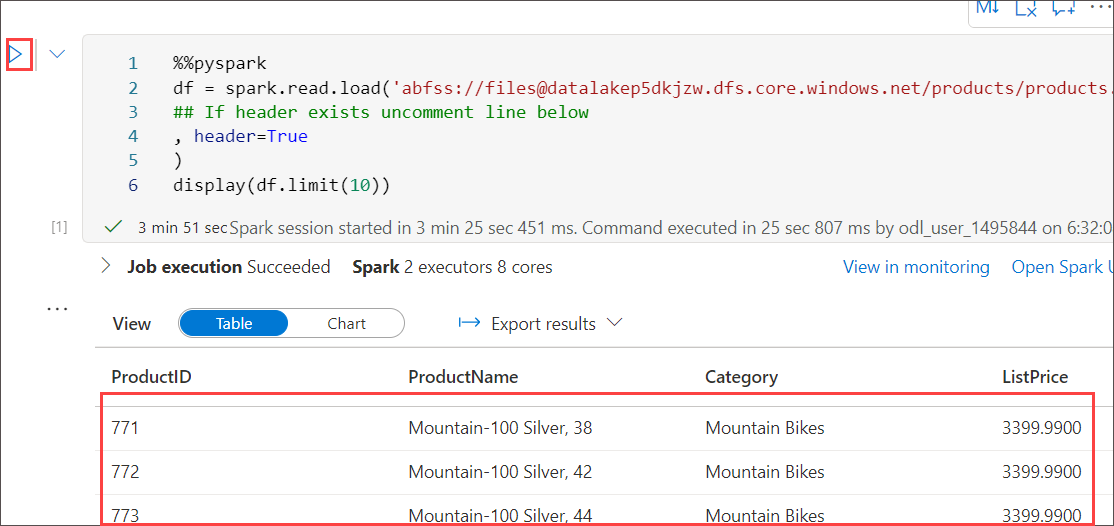 M↓
1 %%pyspark
2 df = spark.read.load('abfss://files@datalakep5dkjzw.dfs.core.windows.net/products/products.
3 ## If header exists uncomment line below
4 , header=True
5 )
6 display(df.limit(10))
[1] 3 min 51 sec Spark session started in 3 min 25 sec 451 ms. Command executed in 25 sec 807 ms by odl_user_1495844 on 6:32:0
Job execution Succeeded Spark 2 executors 8 cores View in monitoring Open Spark U
View Table Chart Export results
ProductID ProductName Category ListPrice
771 Mountain-100 Silver, 38 Mountain Bikes 3399.9900
772 Mountain-100 Silver, 42 Mountain Bikes 3399.9900
773 Mountain-100 Silver, 44 Mountain Bikes 3399.9900